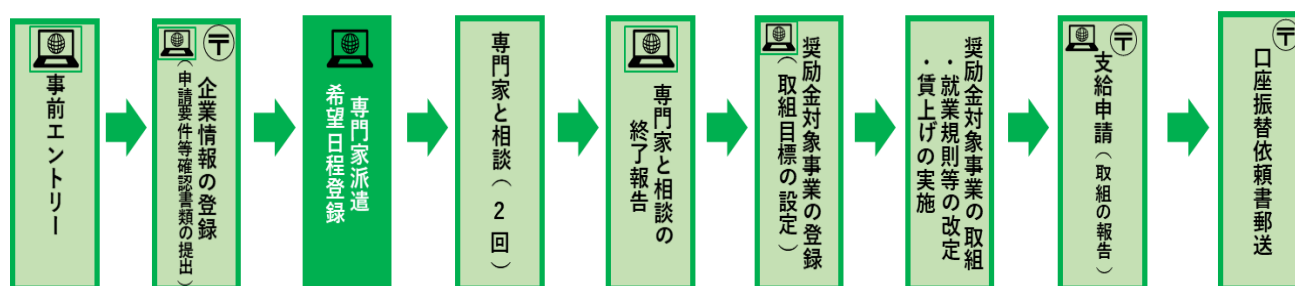 事前エントリー
〒
企業情報の登録
（申請要件等確認書類の提出）
専門家派遣
希望日程登録
専門家と相談（２回）
専門家と相談の
終了報告
奨励金対象事業の登録
（取組目標の設定）
奨励金対象事業の取組
・就業規則等の改定
・賃上げの実施
〒
支給申請（取組の報告）
〒
口座振替依頼書郵送